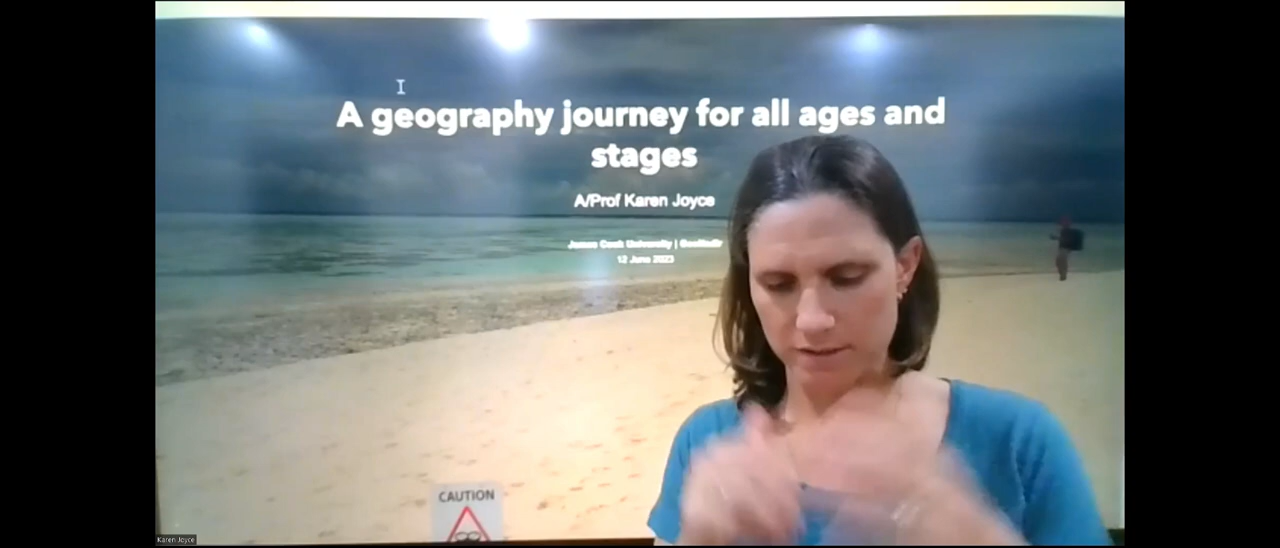 A geography journey for all ages and
stages
A/Prof Karen Joyce
James Cook University | GeoNadir
12 June 2023
CAUTION
Karen Joyce